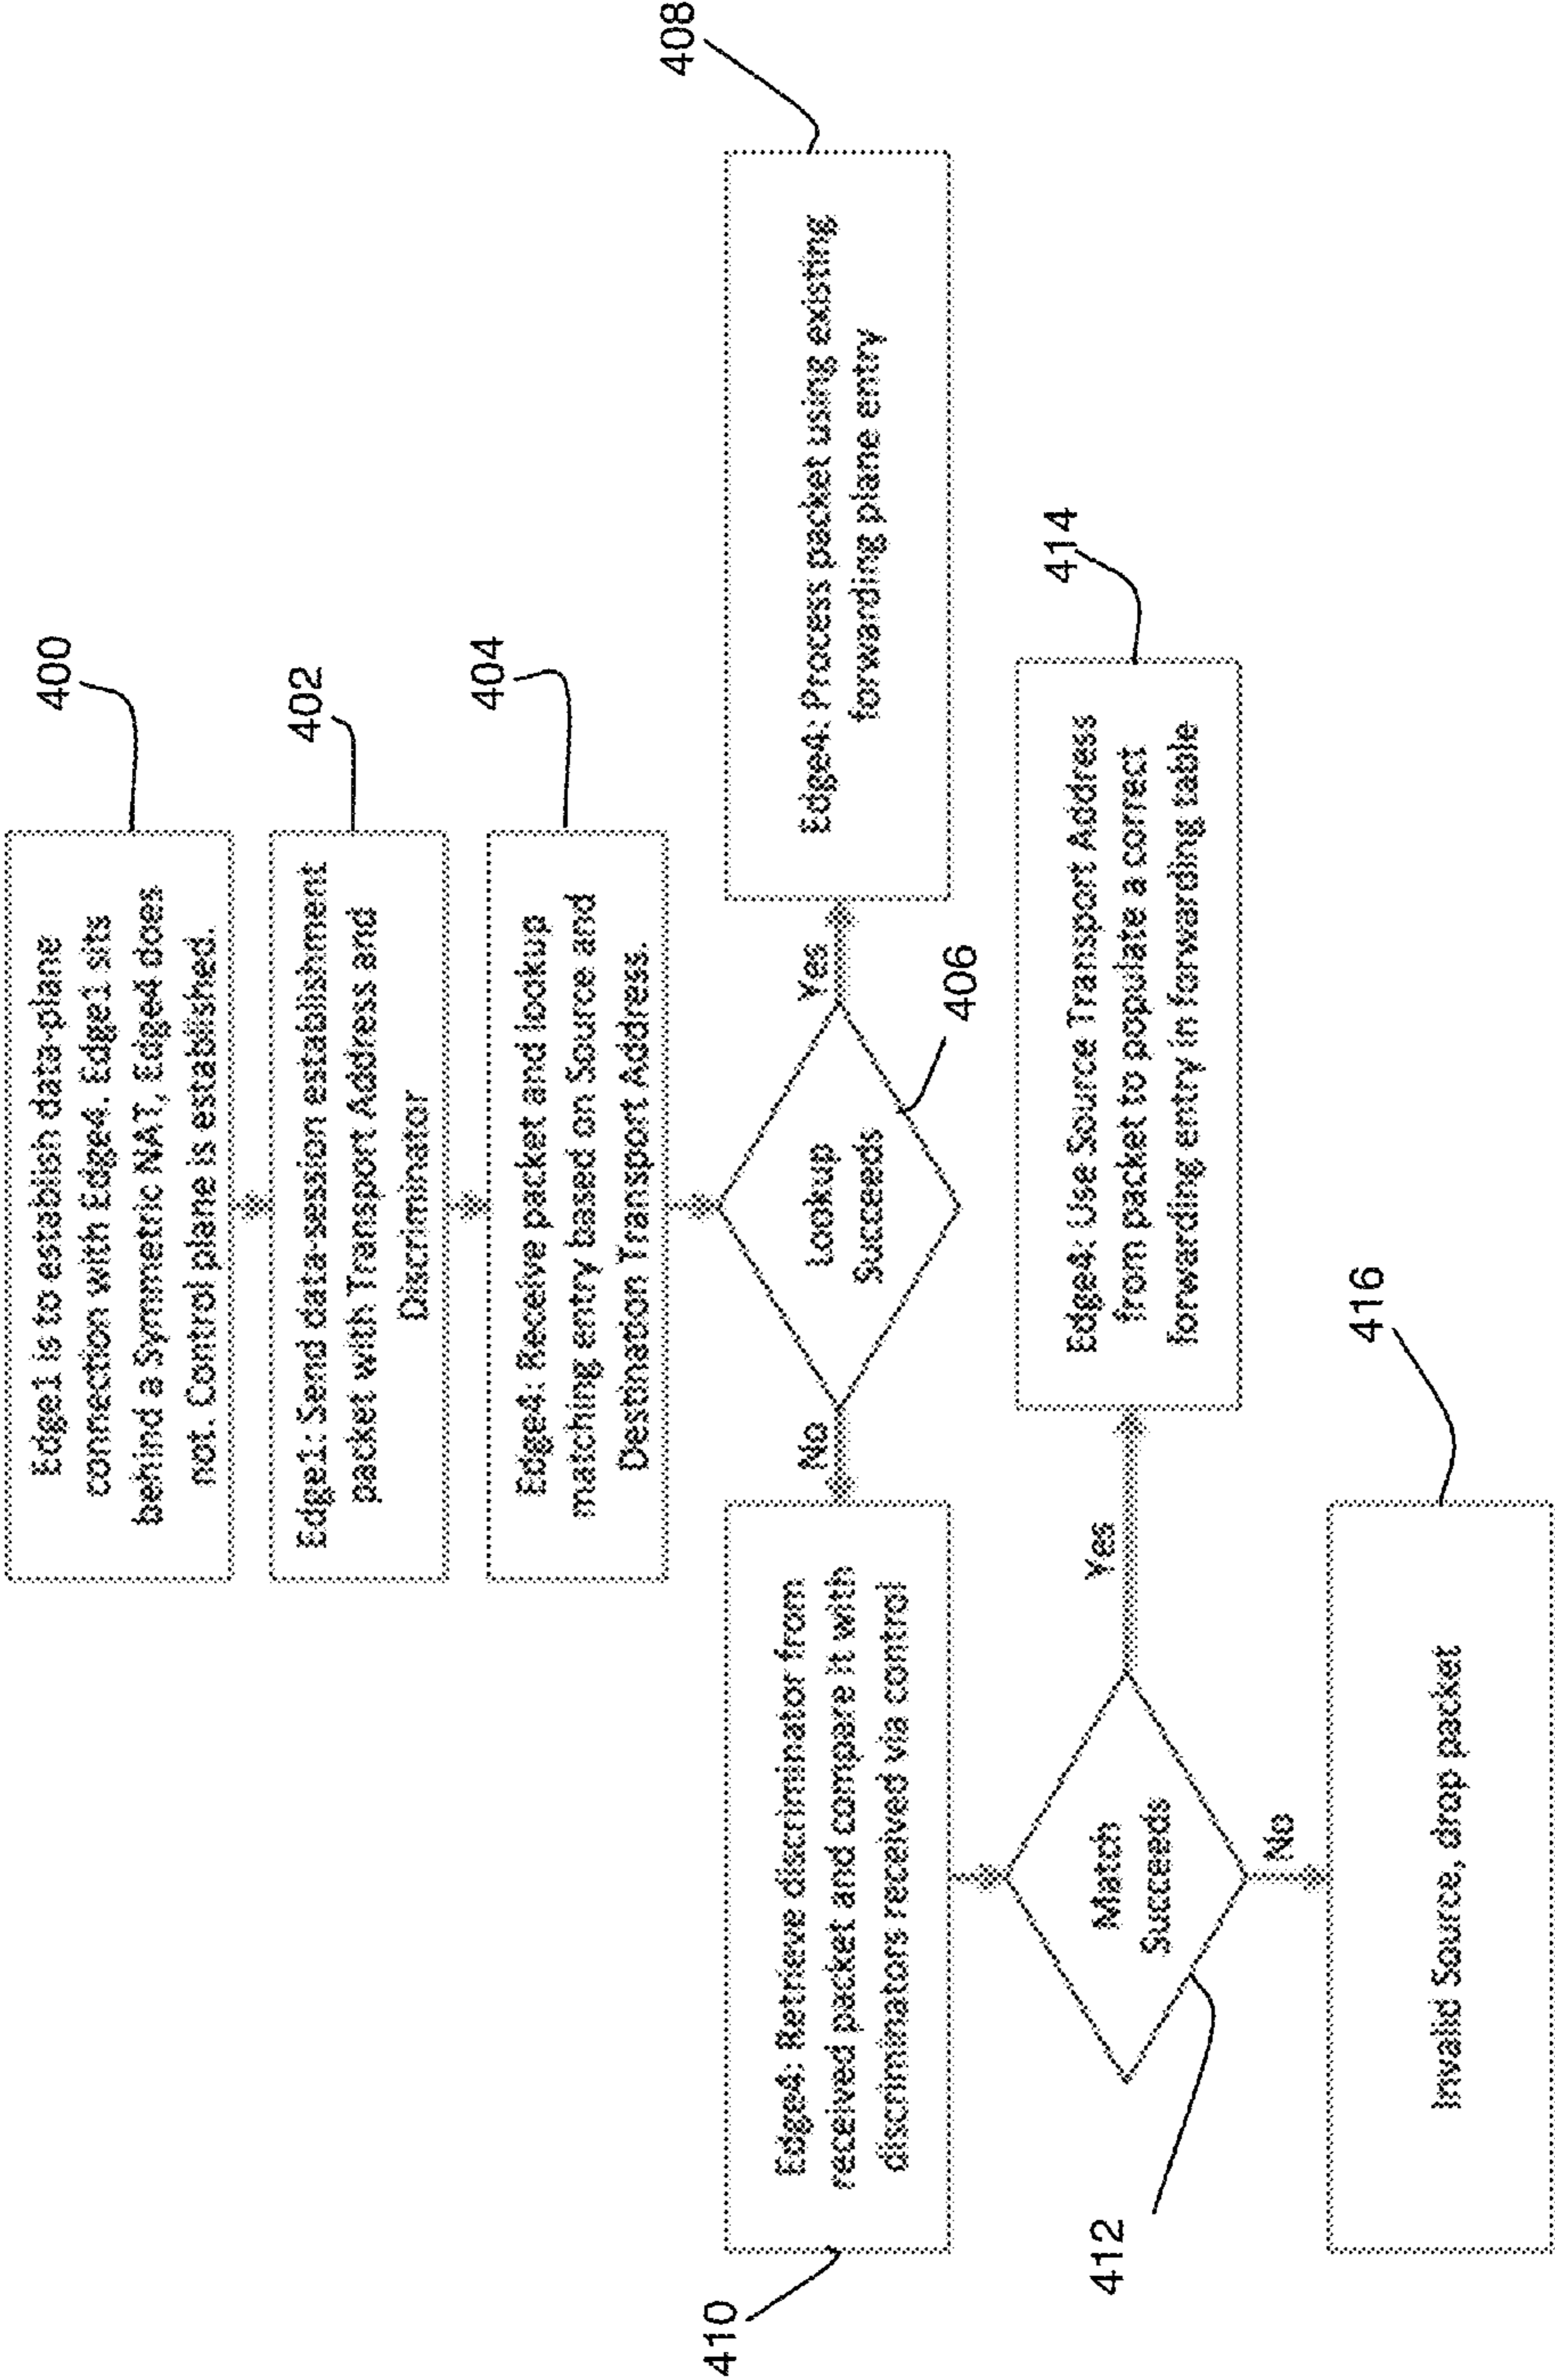 400
Edge1 is to establish data-plane
connection with Edge4. Edge1 sits
behind a Symmetric NAT, Edge4 does
not. Control plane is established.
402
Edge1: Send data-session establishment
packet with Transport Address and
Discriminator
404
Edge4: Receive packet and lookup
matching entry based on Source and
Destination Transport Address.
Lookup
Succeeds
406
Yes
Edge4: Process packet using existing
forwarding plane entry
408
No
410
Edge4: Retrieve discriminator from
received packet and compere it with
discriminators received via control
Match
Succeeds
412
Yes
Edge4: Use Source Transport Address
from packet to populate a correct
forwarding entry in forwarding table
414
No
Invalid Source, drop packet
416